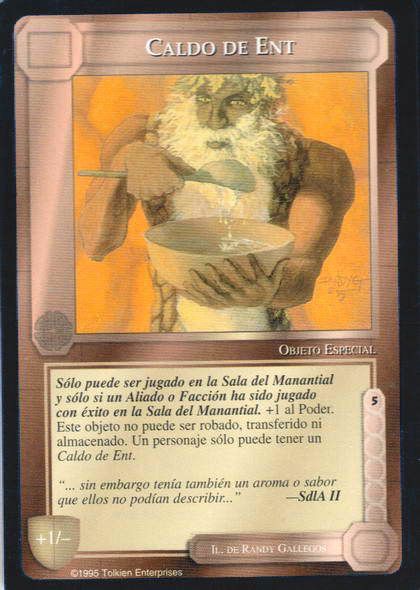 CALDO DE ENT
OBJETO ESPECIAL
Sólo puede ser jugado en la Sala del Manantial
y sólo si un Aliado o Facción ha sido jugado
con éxito en la Sala del Manantial. +1 al Poder.
Este objeto no puede ser robado, transferido ni
almacenado. Un personaje sólo puede tener un
Caldo de Ent.
5
“... sin embargo tenía también un aroma o sabor
que ellos no podían describir...” —SdlA II
+1/–
IL. DE RANDY GALLEGOS
©1995 Tolkien Enterprises